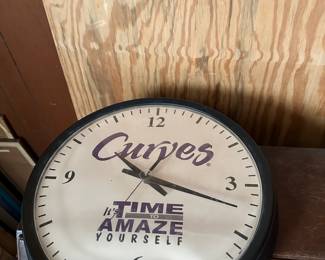 12
Curves®
9
3
It's TIME
TO
AMAZE
YOURSELF